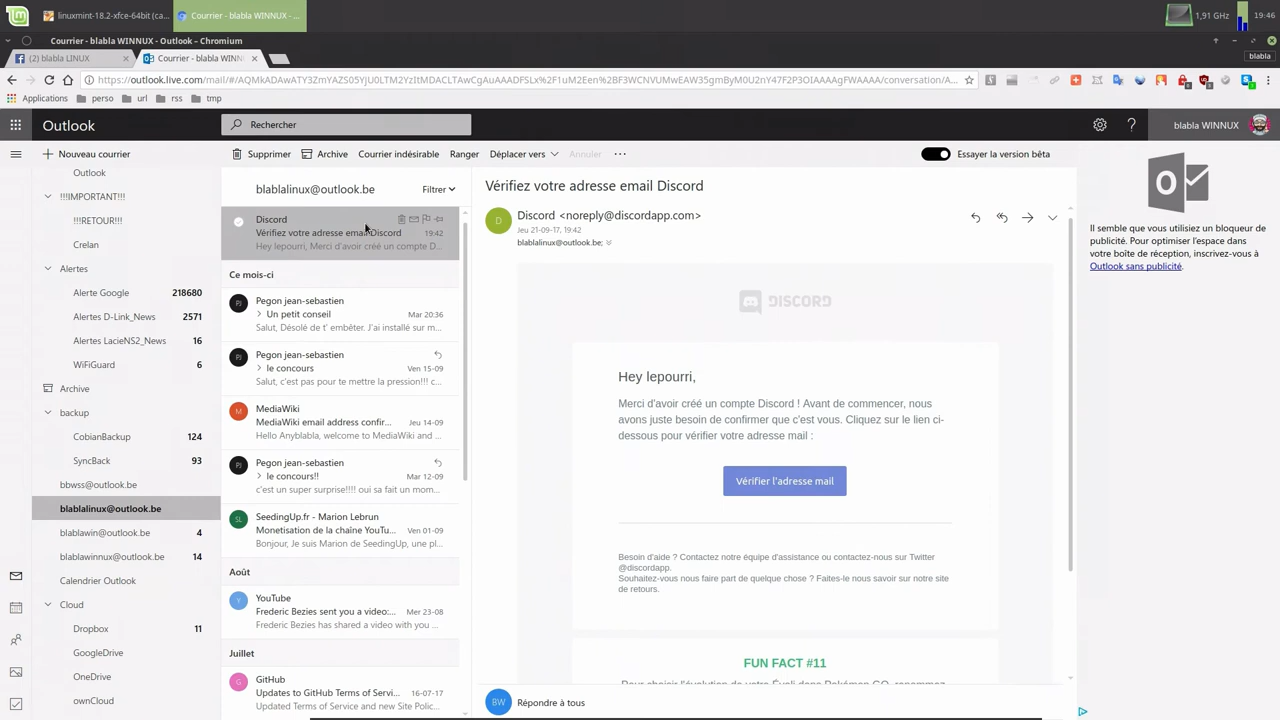 linuxmint-18.2-xfce-64bit (ca...
Courrier - blabla WINNUX - ...
1,91 GHz
19:46
Courrier - blabla WINNUX - Outlook - Chromium
(2) blabla LINUX
Courrier - blabla WINN
blabla
Applications
perso
url
rss
tmp
Outlook
Rechercher
blabla WINNUX
Nouveau courrier
Supprimer
Archive
Courrier indésirable
Ranger
Déplacer vers
Annuler
Essayer la version bêta
Outlook
!!!IMPORTANT!!!
!!!RETOUR!!!
Crelan
Alertes
Alerte Google 218680
Alertes D-Link_News 2571
Alertes LacieNS2_News 16
WiFiGuard 6
Archive
backup
CobianBackup 124
SyncBack 93
bbwss@outlook.be
blablalinux@outlook.be
blablawin@outlook.be 4
blablawinnux@outlook.be 14
Calendrier Outlook
Cloud
Dropbox 11
GoogleDrive
OneDrive
ownCloud
blablalinux@outlook.be
Filtrer
Discord
Vérifiez votre adresse email Discord 19:42
Hey lepourri, Merci d'avoir créé un compte D...
Ce mois-ci
PJ
Pegon jean-sebastien
Un petit conseil Mar 20:36
Salut, Désolé de t' embêter. J'ai installé sur m...
PJ
Pegon jean-sebastien
le concours Ven 15-09
Salut, c'est pas pour te mettre la pression!!! c...
M
MediaWiki
MediaWiki email address confir... Jeu 14-09
Hello Anyblabla, welcome to MediaWiki and ...
PJ
Pegon jean-sebastien
le concours!! Mar 12-09
c'est un super surprise!!!! oui sa fait un mom...
SL
SeedingUp.fr - Marion Lebrun
Monetisation de la chaîne YouTu... Ven 01-09
Bonjour, Je suis Marion de SeedingUp, une pl...
Août
Y
YouTube
Frederic Bezies sent you a video:... Mer 23-08
Frederic Bezies has shared a video with you ...
Juillet
G
GitHub
Updates to GitHub Terms of Servi... 16-07-17
Updated Terms of Service and new Site Polic...
Vérifiez votre adresse email Discord
D
Discord <noreply@discordapp.com>
Jeu 21-09-17, 19:42
blablalinux@outlook.be;
DISCORD
Hey lepourri,
Merci d'avoir créé un compte Discord ! Avant de commencer, nous
avons juste besoin de confirmer que c'est vous. Cliquez sur le lien ci-
dessous pour vérifier votre adresse mail :
Vérifier l'adresse mail
Besoin d'aide ? Contactez notre équipe d'assistance ou contactez-nous sur Twitter
@discordapp.
Souhaitez-vous nous faire part de quelque chose ? Faites-le nous savoir sur notre site
de retours.
FUN FACT #11
Pour choisir l'évolution de votre Évoli dans Pokémon GO, renommez
BW
Répondre à tous
Il semble que vous utilisiez un bloqueur de
publicité. Pour optimiser l'espace dans
votre boîte de réception, inscrivez-vous à
Outlook sans publicité.